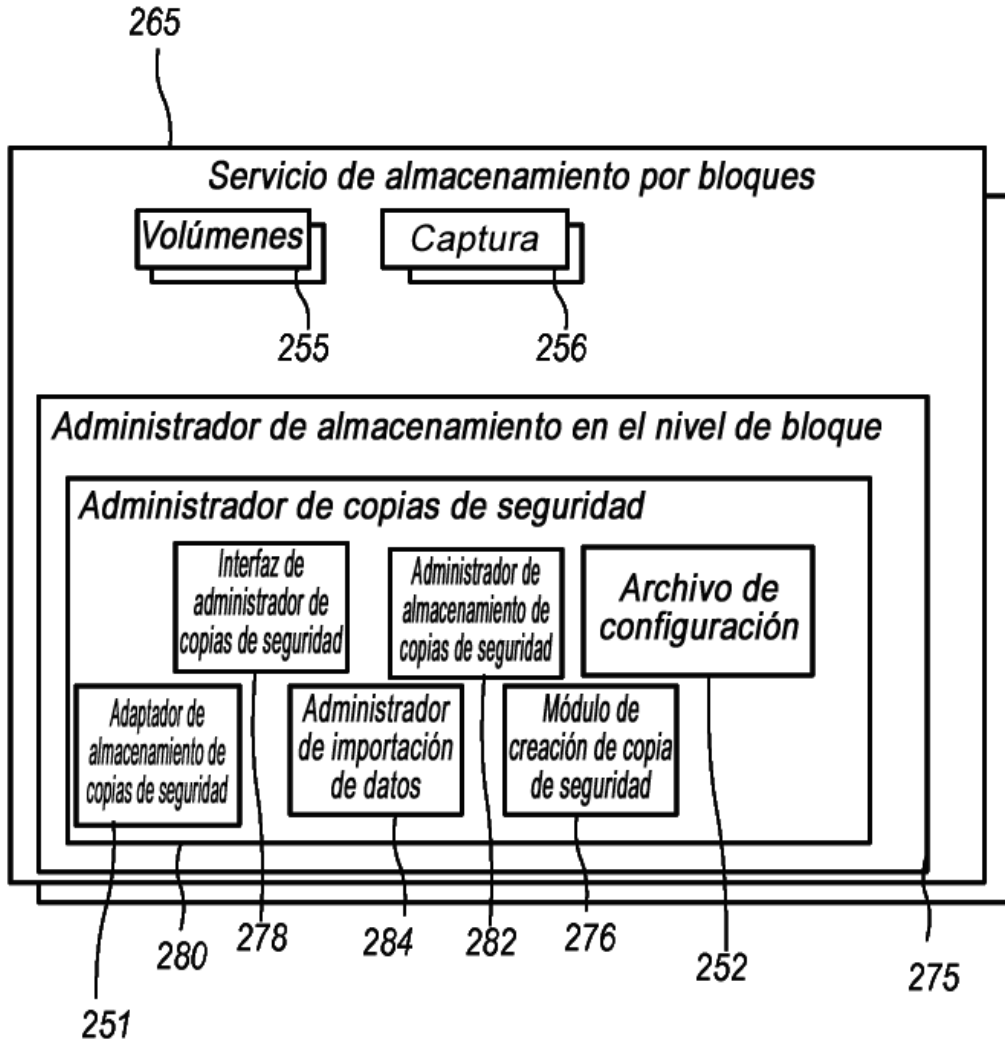 265
Servicio de almacenamiento por bloques
Volúmenes
Captura
255
256
Administrador de almacenamiento en el nivel de bloque
Administrador de copias de seguridad
Interfaz de
administrador de
copias de seguridad
Administrador de
almacenamiento de
copias de seguridad
Archivo de
configuración
Adaptador de
almacenamiento de
copias de seguridad
Administrador
de importación
de datos
Módulo de
creación de copia
de seguridad
280
278
284
282
276
252
275
251